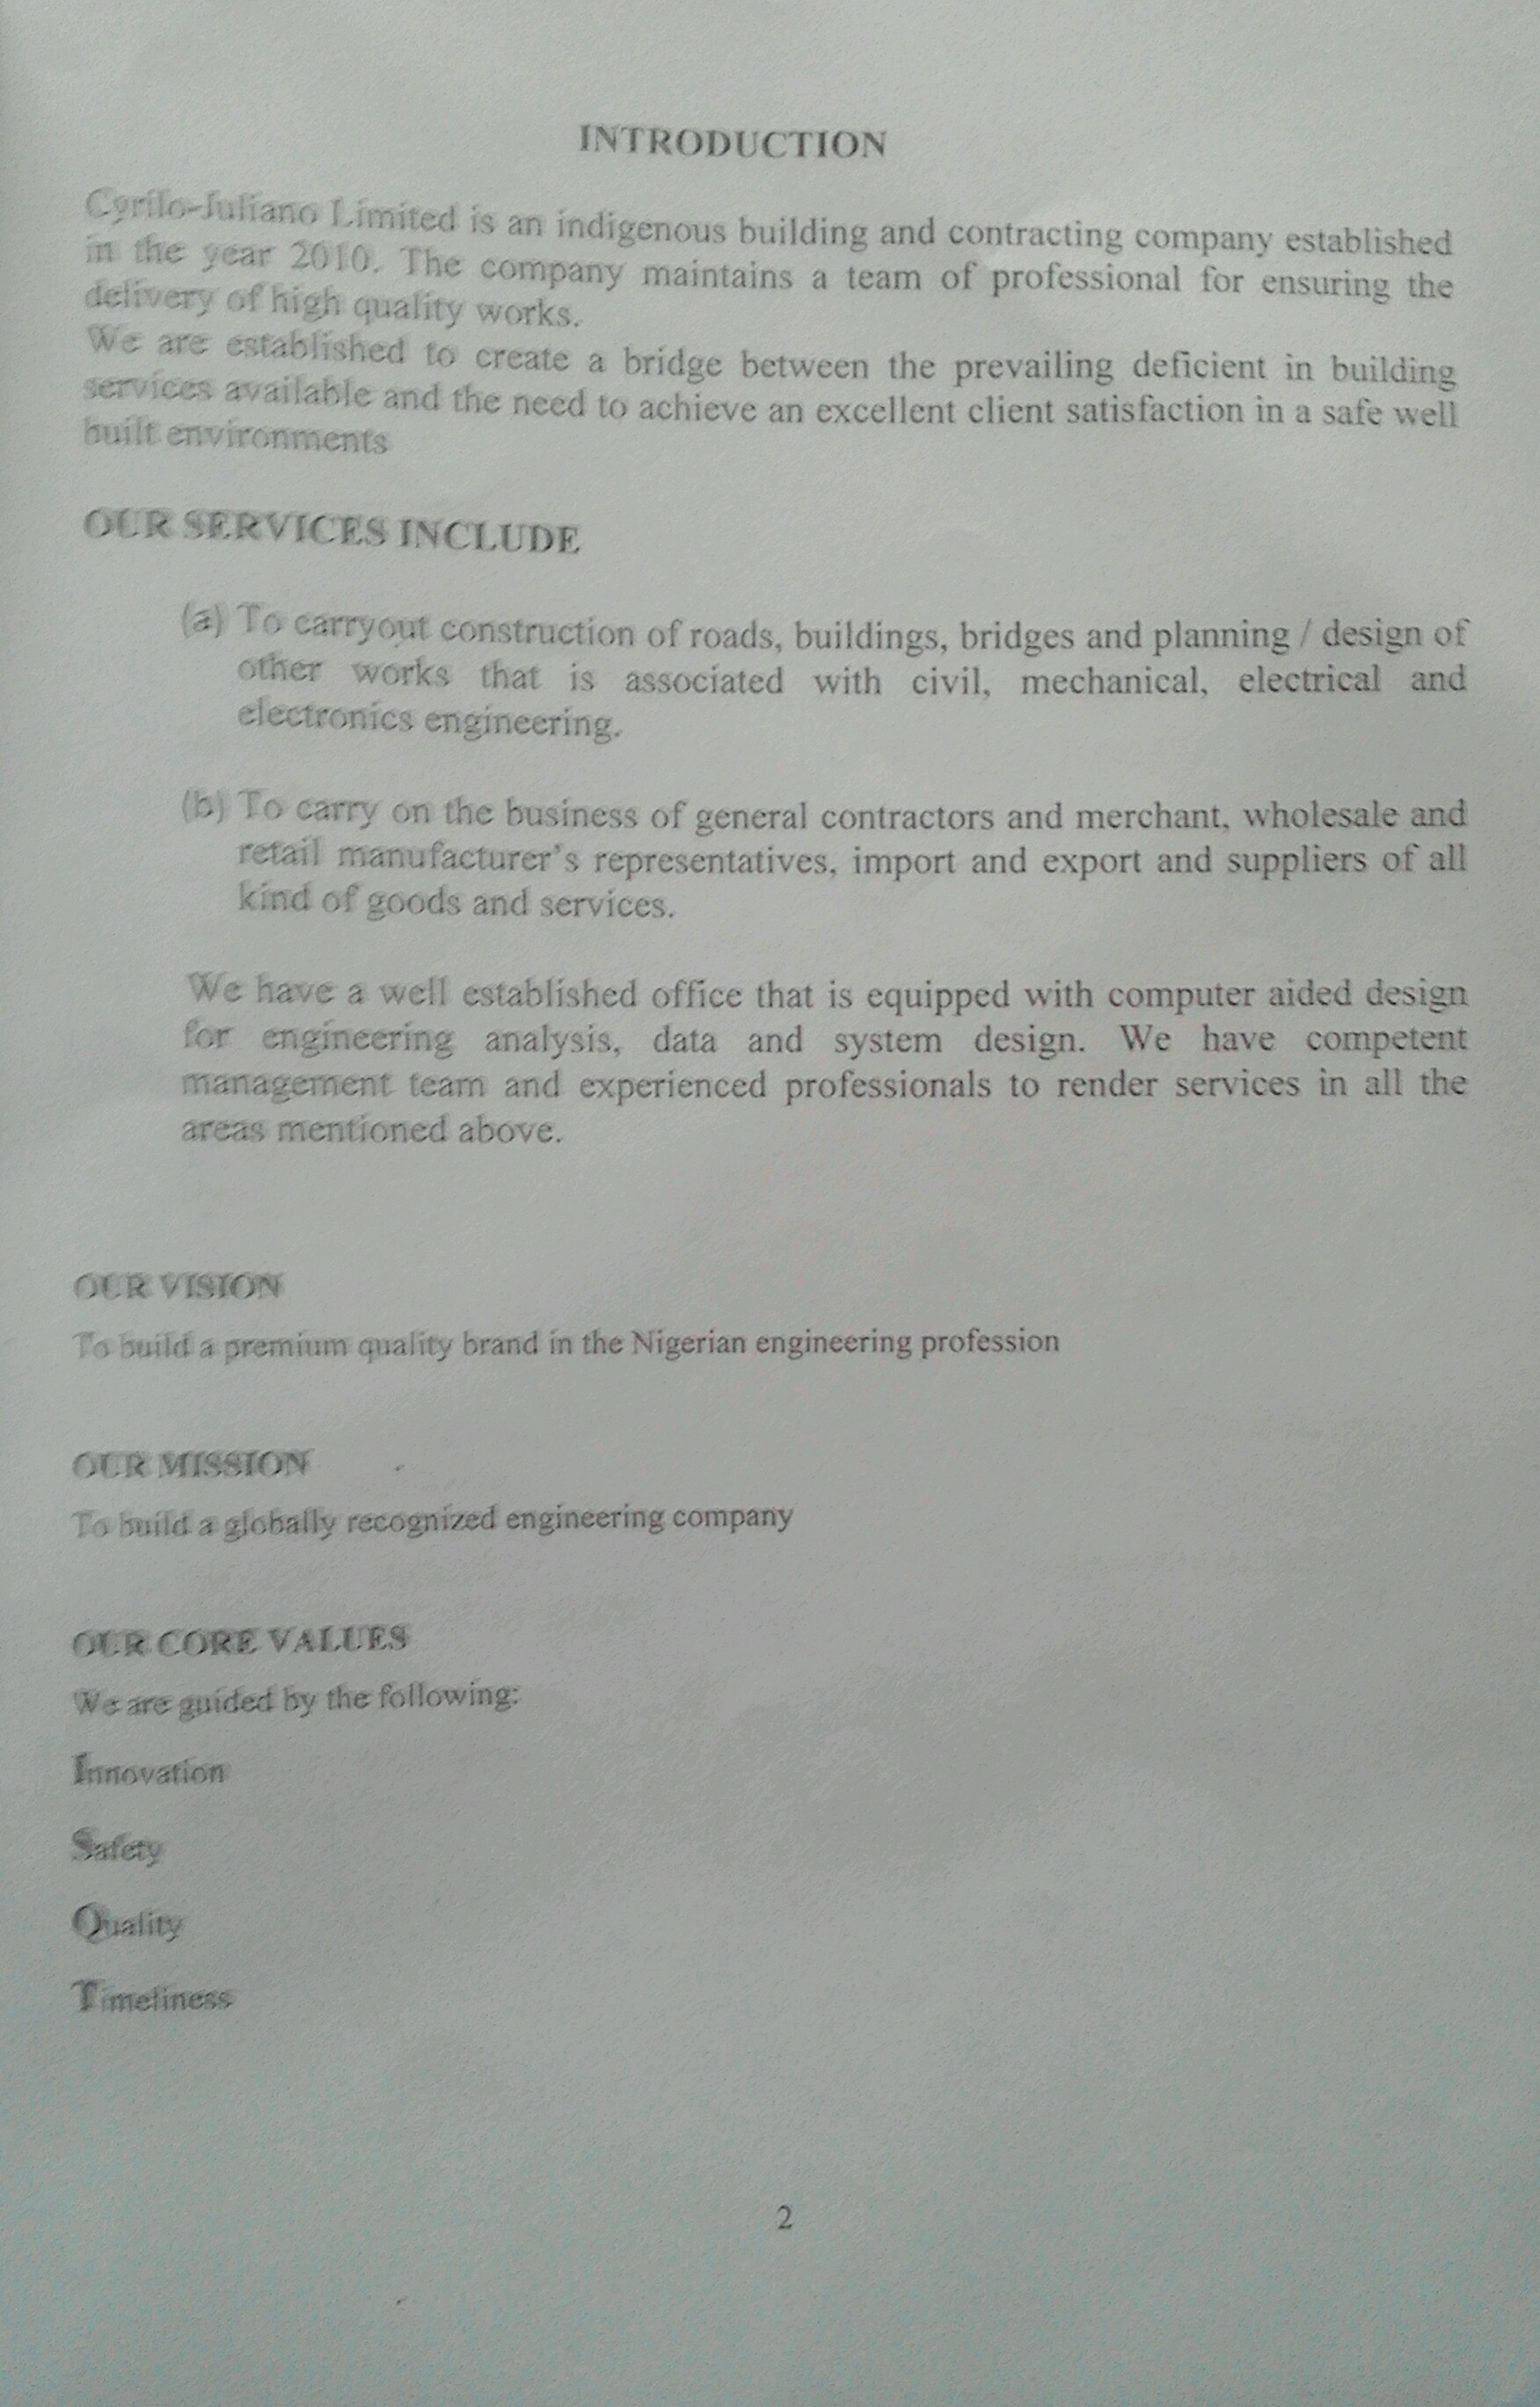 INTRODUCTION
Cyrilo-Juliano Limited is an indigenous building and contracting company established
in the year 2010. The company maintains a team of professional for ensuring the
delivery of high quality works.
We are established to create a bridge between the prevailing deficient in building
services available and the need to achieve an excellent client satisfaction in a safe well
built environments
OUR SERVICES INCLUDE
(a) To carryout construction of roads, buildings, bridges and planning / design of
other works that is associated with civil, mechanical, electrical and
electronics engineering.
(b) To carry on the business of general contractors and merchant, wholesale and
retail manufacturer's representatives, import and export and suppliers of all
kind of goods and services.
We have a well established office that is equipped with computer aided design
for engineering analysis, data and system design. We have competent
management team and experienced professionals to render services in all the
areas mentioned above.
OUR VISION
To build a premium quality brand in the Nigerian engineering profession
OUR MISSION
To build a globally recognized engineering company
OUR CORE VALUES
We are guided by the following:
Innovation
Safety
Quality
Timeliness
2